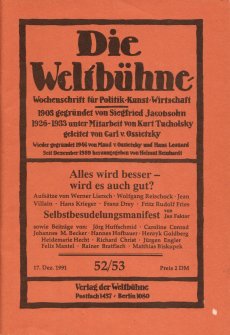 Die
Weltbühne
Wochenschrift für Politik·Kunst·Wirtschaft
1905 gegründet von Siegfried Jacobsohn
1926-1933 unter Mitarbeit von Kurt Tucholsky
geleitet von Carl v. Ossietzky
Wieder gegründet 1946 von Maud v. Ossietzky und Hans Leonard
Seit Dezember 1989 herausgegeben von Helmut Reinhardt
Alles wird besser –
wird es auch gut?
Aufsätze von Werner Liersch · Wolfgang Reischock · Jean
Villain · Hans Krieger · Franz Drey · Fritz Rudolf Fries
Selbstbesudelungsmanifest von Jan Faktor
sowie Beiträge von: Jörg Huffschmid · Caroline Conrad
Johannes M. Becker · Hannes Hofbauer · Henryk Goldberg
Heidemarie Hecht · Richard Christ · Jürgen Engler
Felix Mantel · Rainer Bratfisch · Matthias Biskupek
17. Dez. 1991 52/53 Preis 2 DM
Verlag der Weltbühne
Postfach 1437 · Berlin 1080